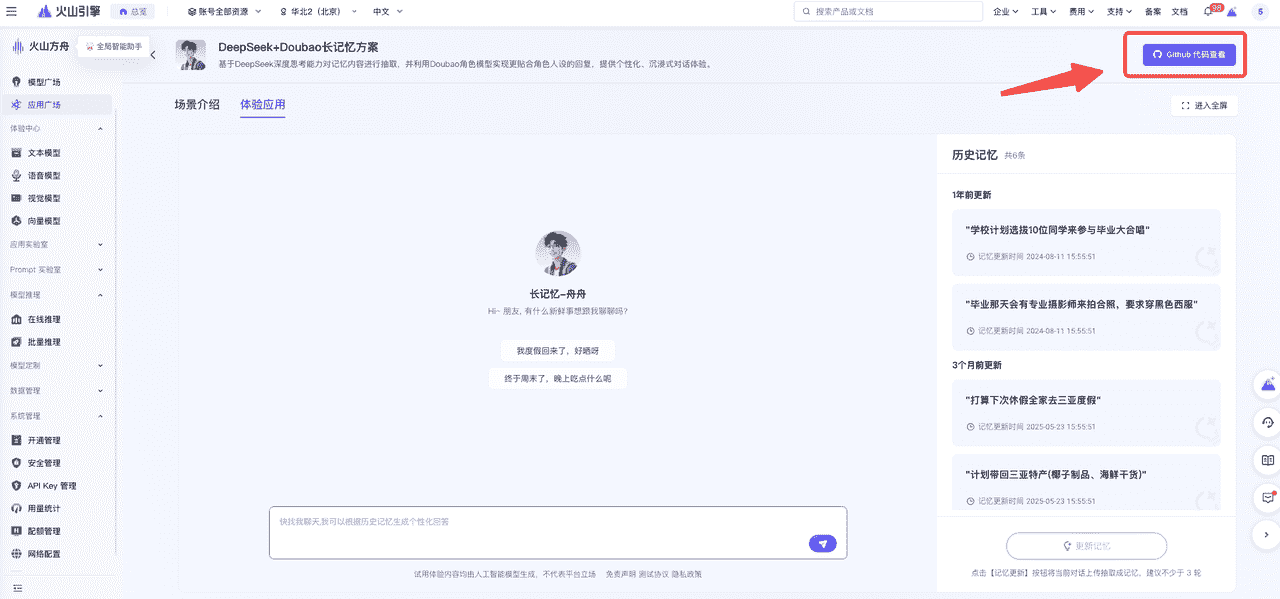 火山引擎
总览
账号全部资源
华北2（北京）
中文
搜索产品或文档
企业
工具
费用
支持
备案
文档
98
5
火山方舟
全局智能助手
模型广场
应用广场
体验中心
文本模型
语音模型
视觉模型
向量模型
应用实验室
Prompt 实验室
模型推理
在线推理
批量推理
模型定制
数据管理
系统管理
开通管理
安全管理
API Key 管理
用量统计
配额管理
网络配置
DeepSeek+Doubao长记忆方案
基于DeepSeek深度思考能力对记忆内容进行抽取，并利用Doubao角色模型实现更贴合角色人设的回复，提供个性化、沉浸式对话体验。
Github 代码查看
场景介绍
体验应用
进入全屏
长记忆-舟舟
Hi~ 朋友, 有什么新鲜事想跟我聊聊吗?
我度假回来了，好晒呀
终于周末了，晚上吃点什么呢
快找我聊天,我可以根据历史记忆生成个性化回答
试用体验内容均由人工智能模型生成，不代表平台立场
免责声明 测试协议 隐私政策
历史记忆
共6条
1年前更新
"学校计划选拔10位同学来参与毕业大合唱"
记忆更新时间 2024-08-11 15:55:51
"毕业那天会有专业摄影师来拍合照，要求穿黑色西服"
记忆更新时间 2024-08-11 15:55:51
3个月前更新
"打算下次休假全家去三亚度假"
记忆更新时间 2025-05-23 15:55:51
"计划带回三亚特产(椰子制品、海鲜干货)"
记忆更新时间 2025-05-23 15:55:51
更新记忆
点击【记忆更新】按钮将当前对话上传抽取成记忆，建议不少于 3 轮